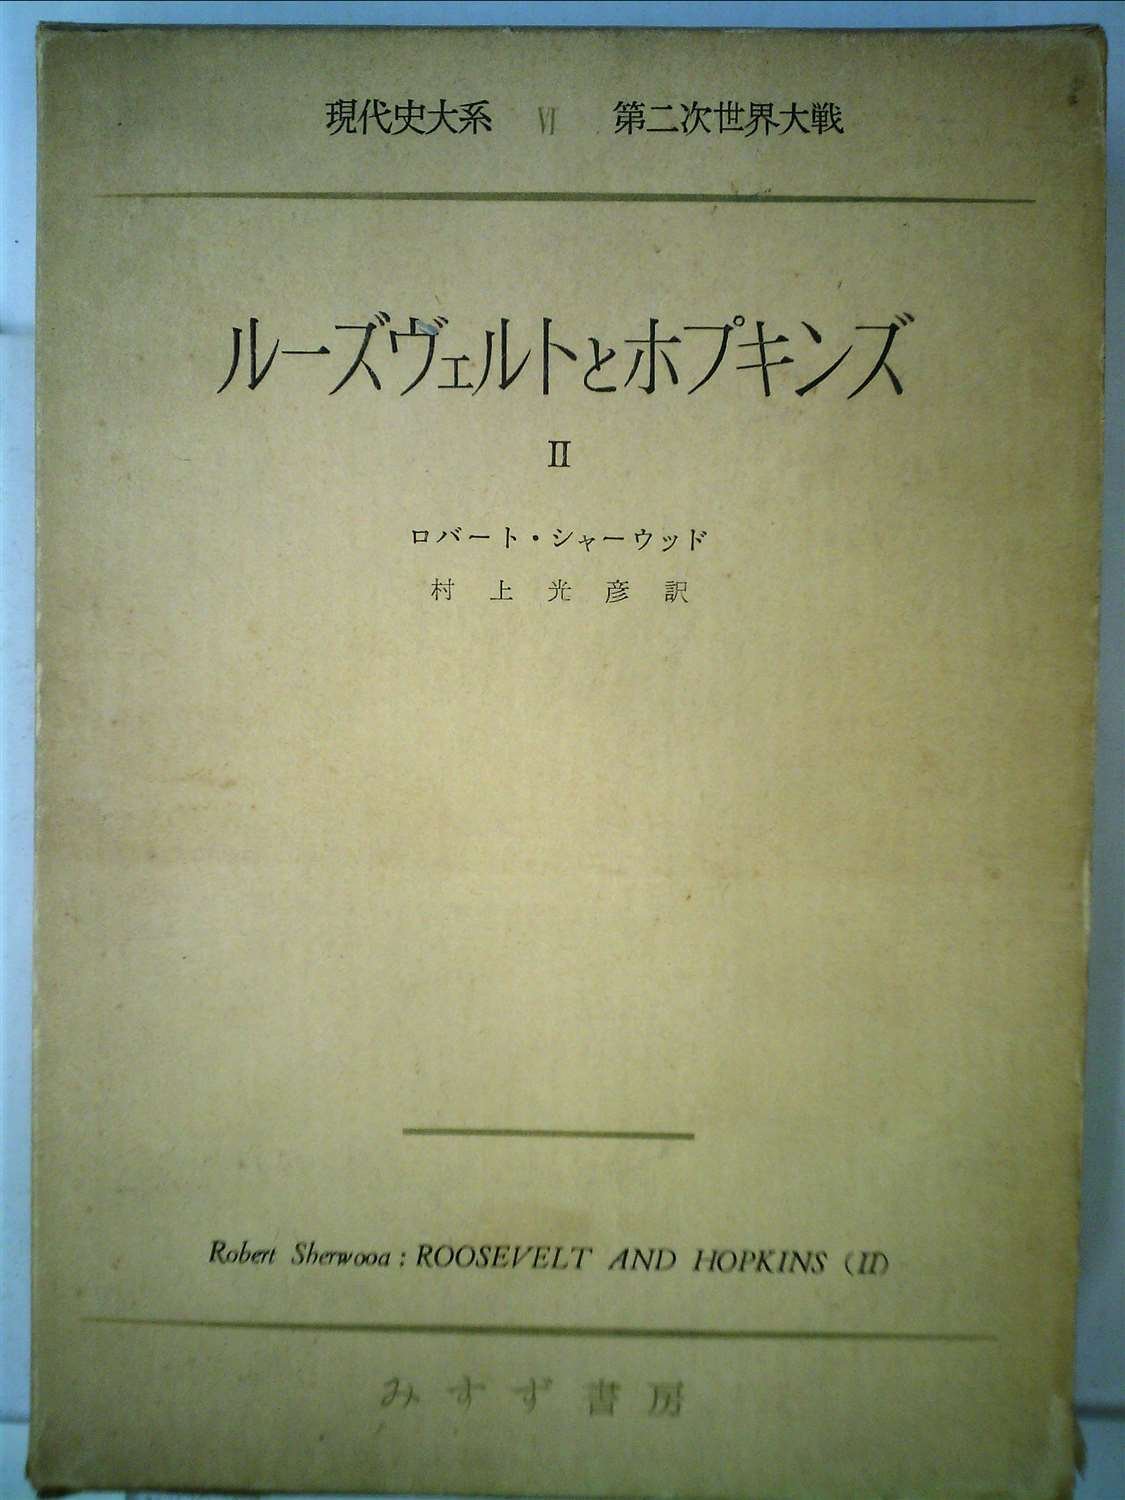 現代史大系 VI 第二次世界大戦
ルーズヴェルトとホプキンズ
II
ロバート・シャーウッド
村上光彦訳
Robert Sherwood : ROOSEVELT AND HOPKINS (II)
みすず書房